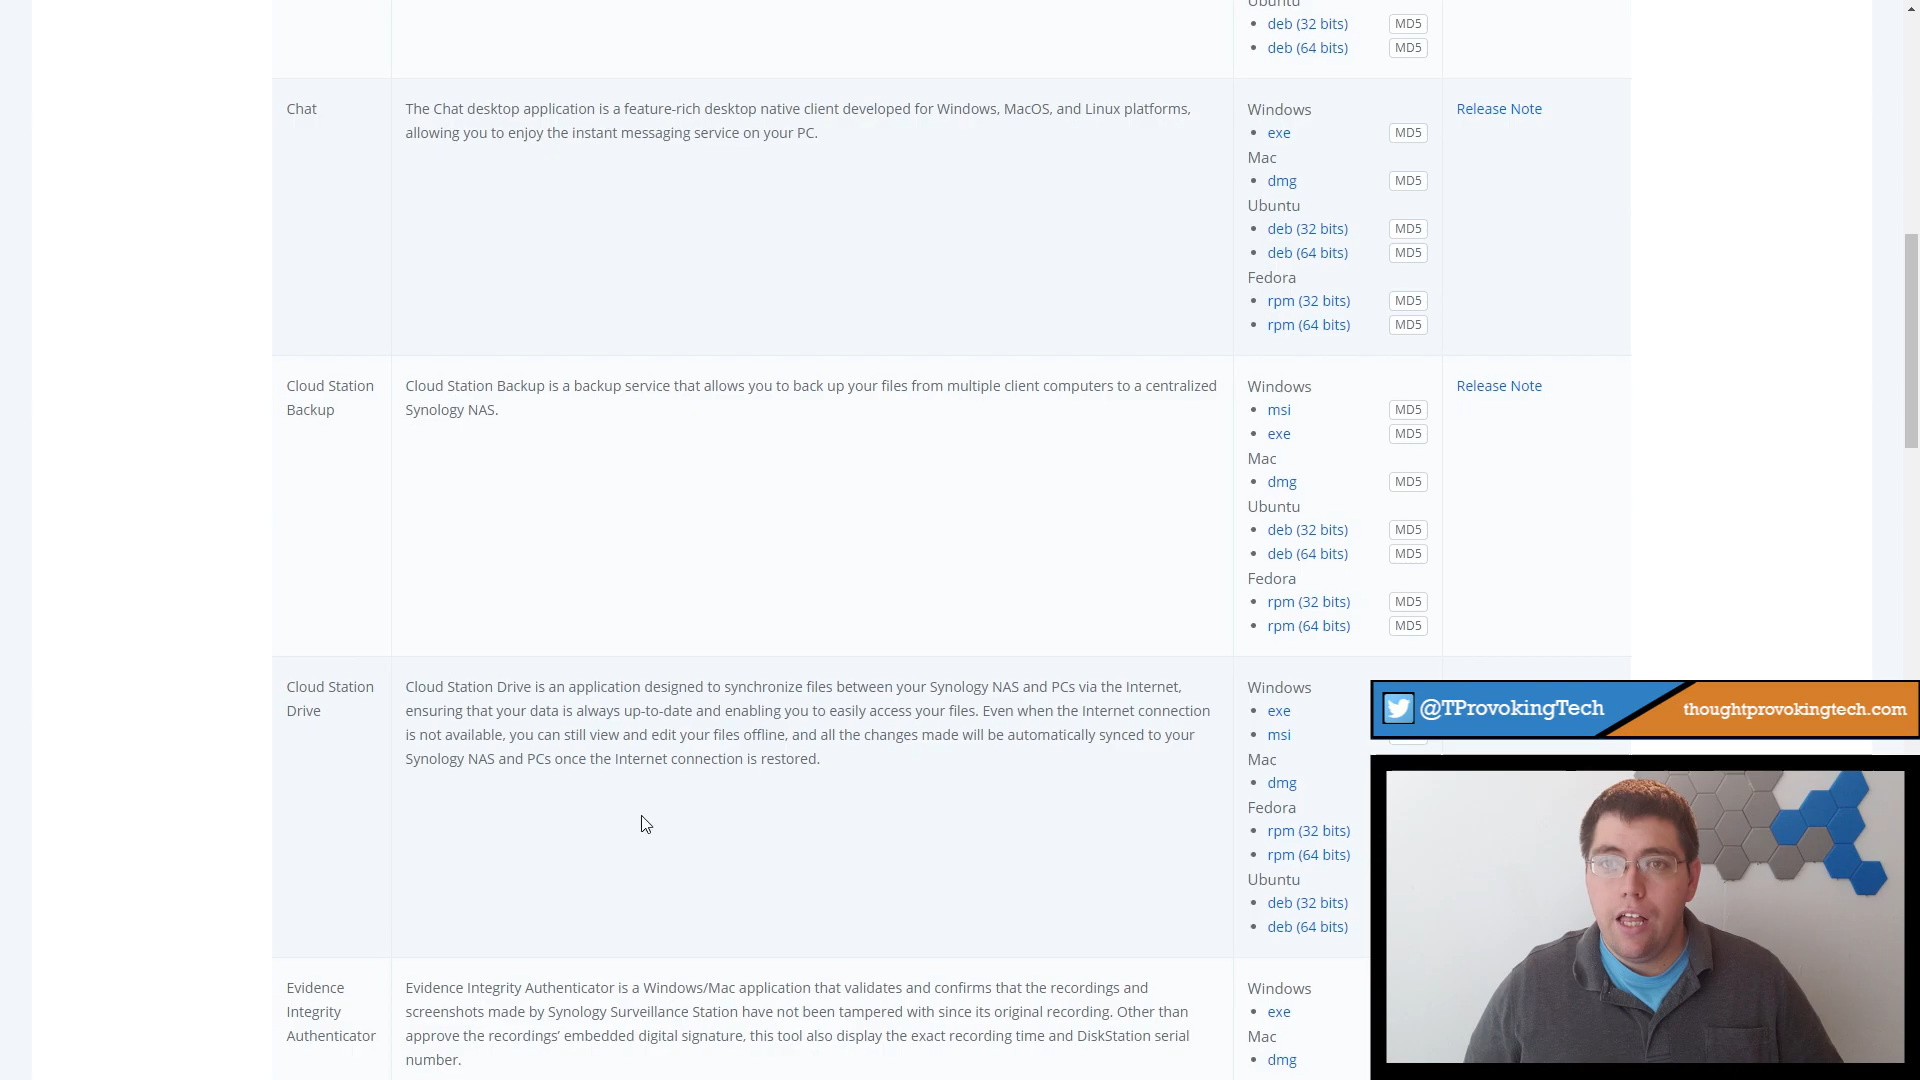 Ubuntu
deb (32 bits) MD5
deb (64 bits) MD5
Chat
The Chat desktop application is a feature-rich desktop native client developed for Windows, MacOS, and Linux platforms,
allowing you to enjoy the instant messaging service on your PC.
Windows
exe MD5
Mac
dmg MD5
Ubuntu
deb (32 bits) MD5
deb (64 bits) MD5
Fedora
rpm (32 bits) MD5
rpm (64 bits) MD5
Release Note
Cloud Station
Backup
Cloud Station Backup is a backup service that allows you to back up your files from multiple client computers to a centralized
Synology NAS.
Windows
msi MD5
exe MD5
Mac
dmg MD5
Ubuntu
deb (32 bits) MD5
deb (64 bits) MD5
Fedora
rpm (32 bits) MD5
rpm (64 bits) MD5
Release Note
Cloud Station
Drive
Cloud Station Drive is an application designed to synchronize files between your Synology NAS and PCs via the Internet,
ensuring that your data is always up-to-date and enabling you to easily access your files. Even when the Internet connection
is not available, you can still view and edit your files offline, and all the changes made will be automatically synced to your
Synology NAS and PCs once the Internet connection is restored.
Windows
exe
msi
Mac
dmg
Fedora
rpm (32 bits)
rpm (64 bits)
Ubuntu
deb (32 bits)
deb (64 bits)
@TProvokingTech
thoughtprovokingtech.com
Evidence
Integrity
Authenticator
Evidence Integrity Authenticator is a Windows/Mac application that validates and confirms that the recordings and
screenshots made by Synology Surveillance Station have not been tampered with since its original recording. Other than
approve the recordings’ embedded digital signature, this tool also display the exact recording time and DiskStation serial
number.
Windows
exe
Mac
dmg